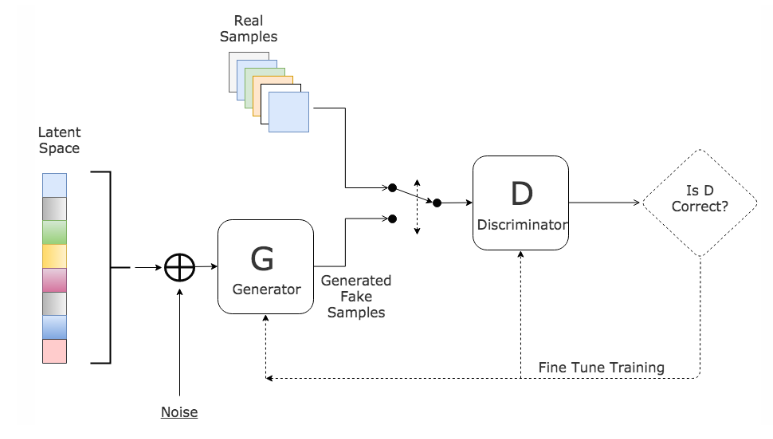 Real
Samples
Latent
Space
D
Discriminator
Is D
Correct?
G
Generator
Generated
Fake
Samples
Fine Tune Training
Noise